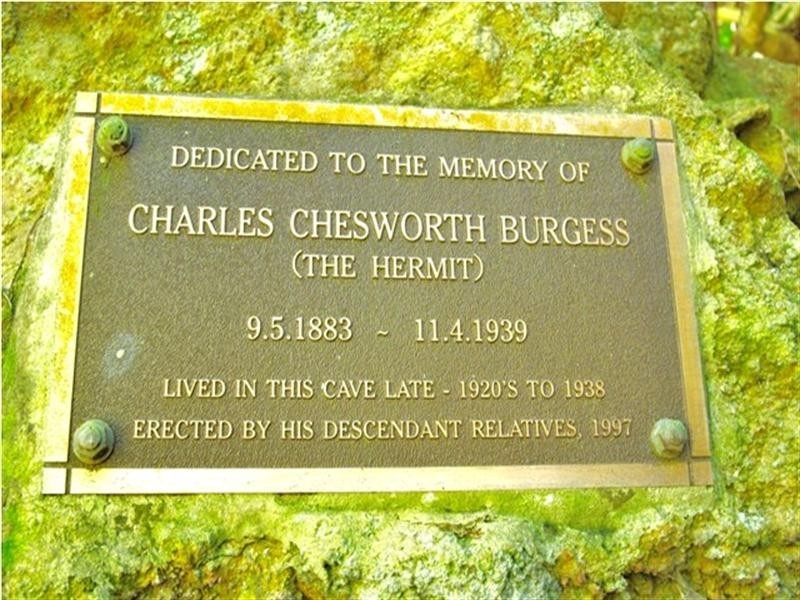 DEDICATED TO THE MEMORY OF
CHARLES CHESWORTH BURGESS
(THE HERMIT)
9.5.1883 ~ 11.4.1939
LIVED IN THIS CAVE LATE - 1920'S TO 1938
ERECTED BY HIS DESCENDANT RELATIVES, 1997